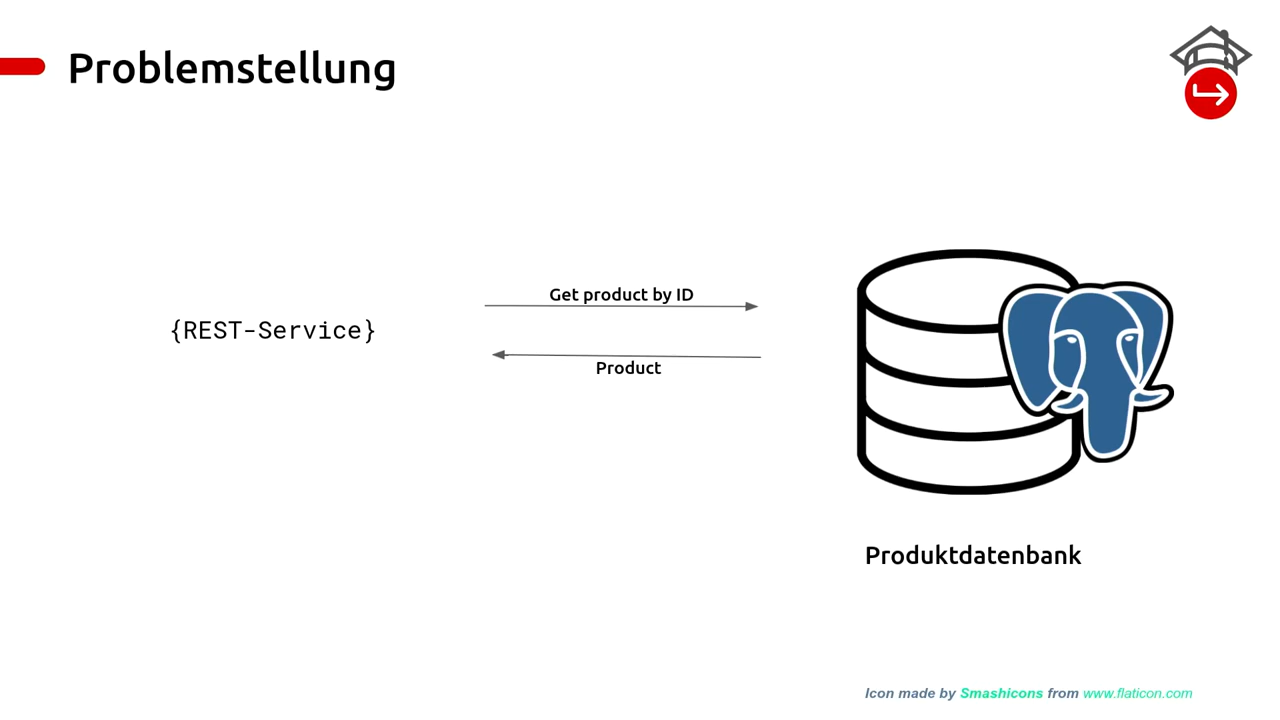 Problemstellung
Get product by ID
{REST-Service}
Product
Produktdatenbank
Icon made by Smashicons from www.flaticon.com